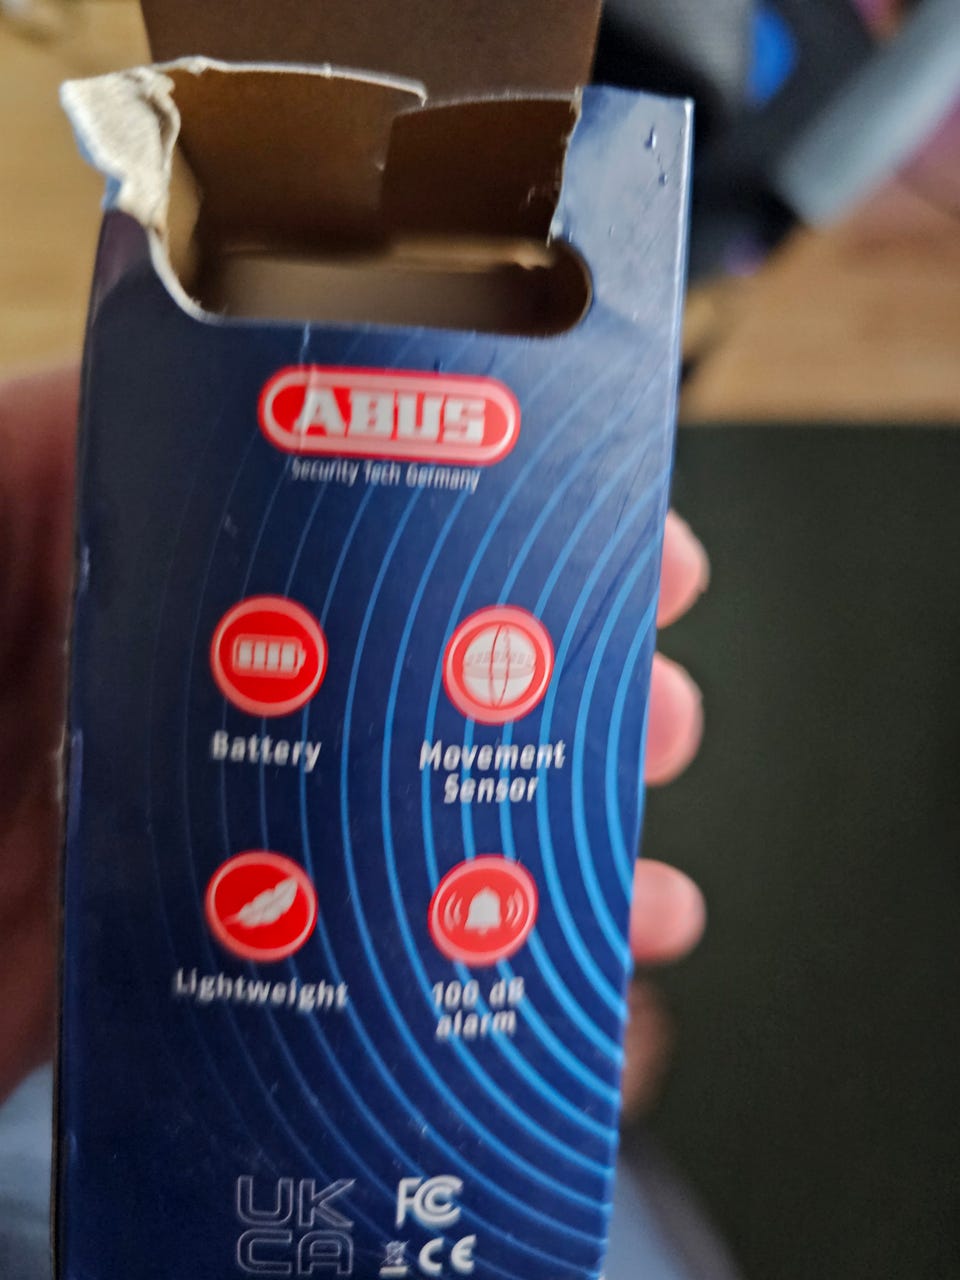 ABUS
Security Tech Germany
Battery
Movement
Sensor
Lightweight
100 dB
alarm
UK
CA
FC
CE